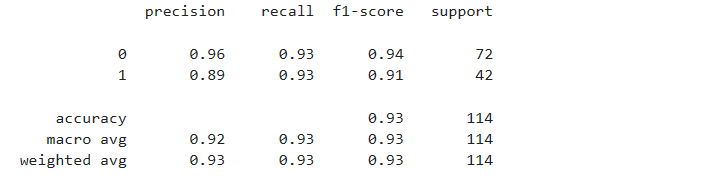 precision recall f1-score support
0 0.96 0.93 0.94 72
1 0.89 0.93 0.91 42
accuracy 0.93 114
macro avg 0.92 0.93 0.93 114
weighted avg 0.93 0.93 0.93 114